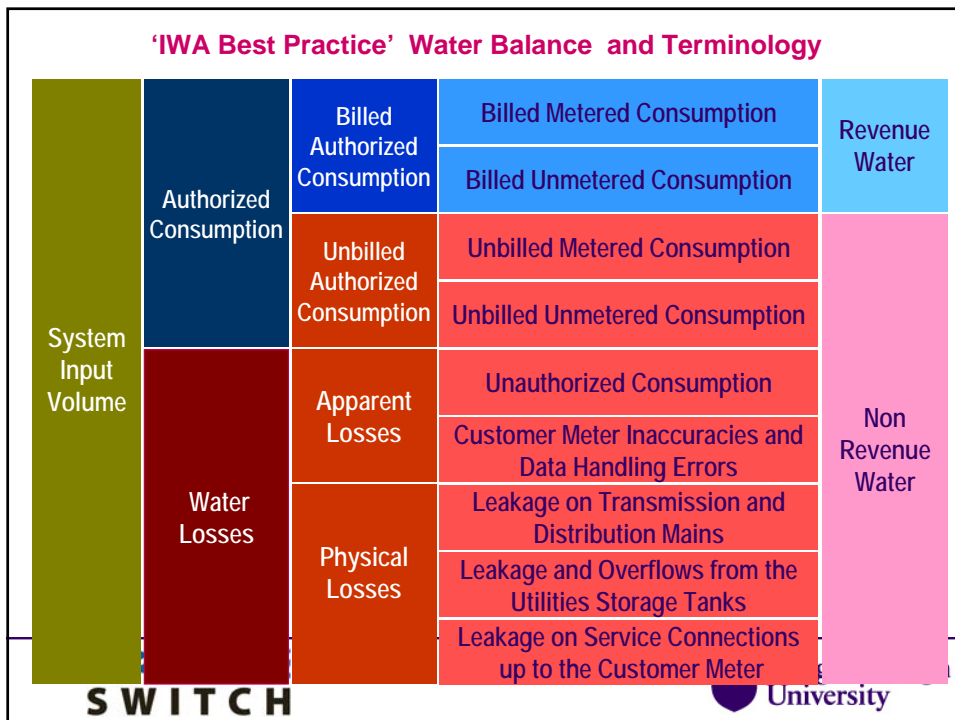 ‘IWA Best Practice’ Water Balance and Terminology
System
Input
Volume
Authorized
Consumption
Water
Losses
Billed
Authorized
Consumption
Unbilled
Authorized
Consumption
Apparent
Losses
Physical
Losses
Billed Metered Consumption
Billed Unmetered Consumption
Unbilled Metered Consumption
Unbilled Unmetered Consumption
Unauthorized Consumption
Customer Meter Inaccuracies and
Data Handling Errors
Leakage on Transmission and
Distribution Mains
Leakage and Overflows from the
Utilities Storage Tanks
Leakage on Service Connections
up to the Customer Meter
Revenue
Water
Non
Revenue
Water
SWITCH
University